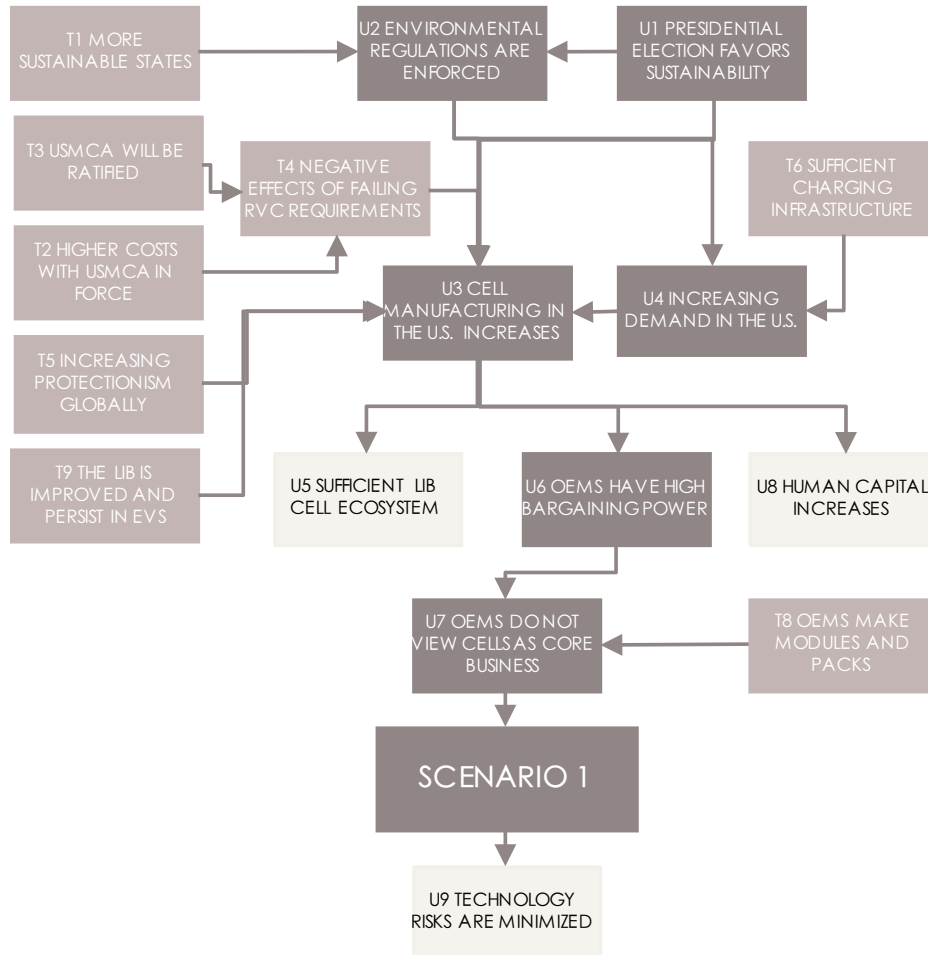 T1 MORE
SUSTAINABLE STATES
U2 ENVIRONMENTAL
REGULATIONS ARE
ENFORCED
U1 PRESIDENTIAL
ELECTION FAVORS
SUSTAINABILITY
T3 USMCA WILL BE
RATIFIED
T4 NEGATIVE
EFFECTS OF FAILING
RVC REQUIREMENTS
T6 SUFFICIENT
CHARGING
INFRASTRUCTURE
T2 HIGHER COSTS
WITH USMCA IN
FORCE
U3 CELL
MANUFACTURING IN
THE U.S. INCREASES
U4 INCREASING
DEMAND IN THE U.S.
T5 INCREASING
PROTECTIONISM
GLOBALLY
T9 THE LIB IS
IMPROVED AND
PERSIST IN EVS
U5 SUFFICIENT LIB
CELL ECOSYSTEM
U6 OEMS HAVE HIGH
BARGAINING POWER
U8 HUMAN CAPITAL
INCREASES
U7 OEMS DO NOT
VIEW CELLS AS CORE
BUSINESS
T8 OEMS MAKE
MODULES AND
PACKS
SCENARIO 1
U9 TECHNOLOGY
RISKS ARE MINIMIZED